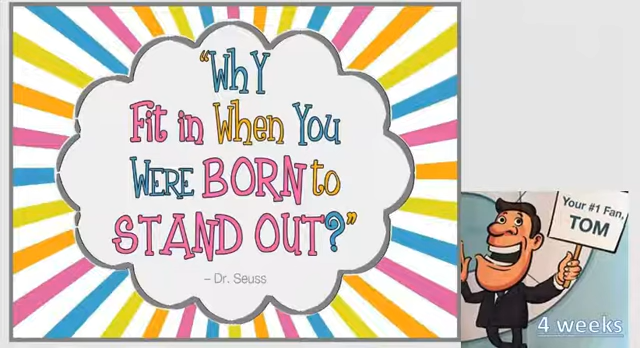 “WhY
Fit in When You
WERE BORN to
STAND OUT?”
– Dr. Seuss
Your #1 Fan,
TOM
4 weeks